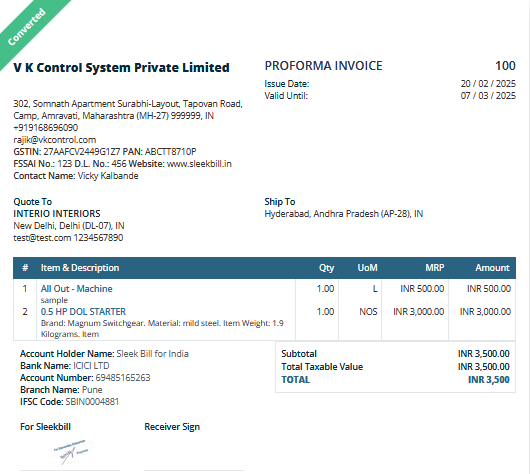 Converted
V K Control System Private Limited
PROFORMA INVOICE 100
Issue Date: 20 / 02 / 2025
Valid Until: 07 / 03 / 2025
302, Somnath Apartment Surabhi-Layout, Tapovan Road,
Camp, Amravati, Maharashtra (MH-27) 999999, IN
+919168696090
rajik@vkcontrol.com
GSTIN: 27AAFCV2449G1Z7 PAN: ABCTT8710P
FSSAI No.: 123 D.L. No.: 456 Website: www.sleekbill.in
Contact Name: Vicky Kalbande
Quote To
INTERIO INTERIORS
New Delhi, Delhi (DL-07), IN
test@test.com 1234567890
Ship To
Hyderabad, Andhra Pradesh (AP-28), IN
# Item & Description Qty UoM MRP Amount
1 All Out - Machine 1.00 L INR 500.00 INR 500.00
sample
2 0.5 HP DOL STARTER 1.00 NOS INR 3,000.00 INR 3,000.00
Brand: Magnum Switchgear. Material: mild steel. Item Weight: 1.9
Kilograms. Item
Account Holder Name: Sleek Bill for India
Bank Name: ICICI LTD
Account Number: 69485165263
Branch Name: Pune
IFSC Code: SBIN0004881
Subtotal INR 3,500.00
Total Taxable Value INR 3,500.00
TOTAL INR 3,500
For Sleekbill
Receiver Sign